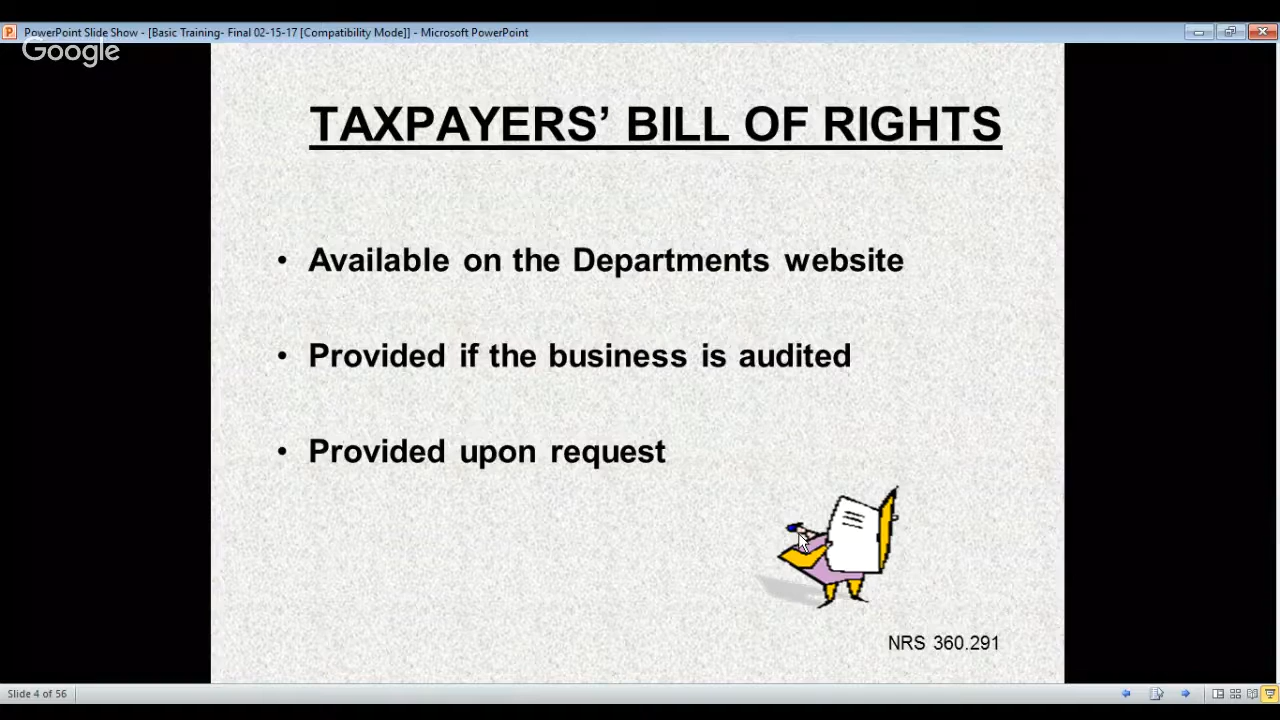 PowerPoint Slide Show - [Basic Training- Final 02-15-17 [Compatibility Mode]] - Microsoft PowerPoint
Google
TAXPAYERS’ BILL OF RIGHTS
• Available on the Departments website
• Provided if the business is audited
• Provided upon request
NRS 360.291
Slide 4 of 56